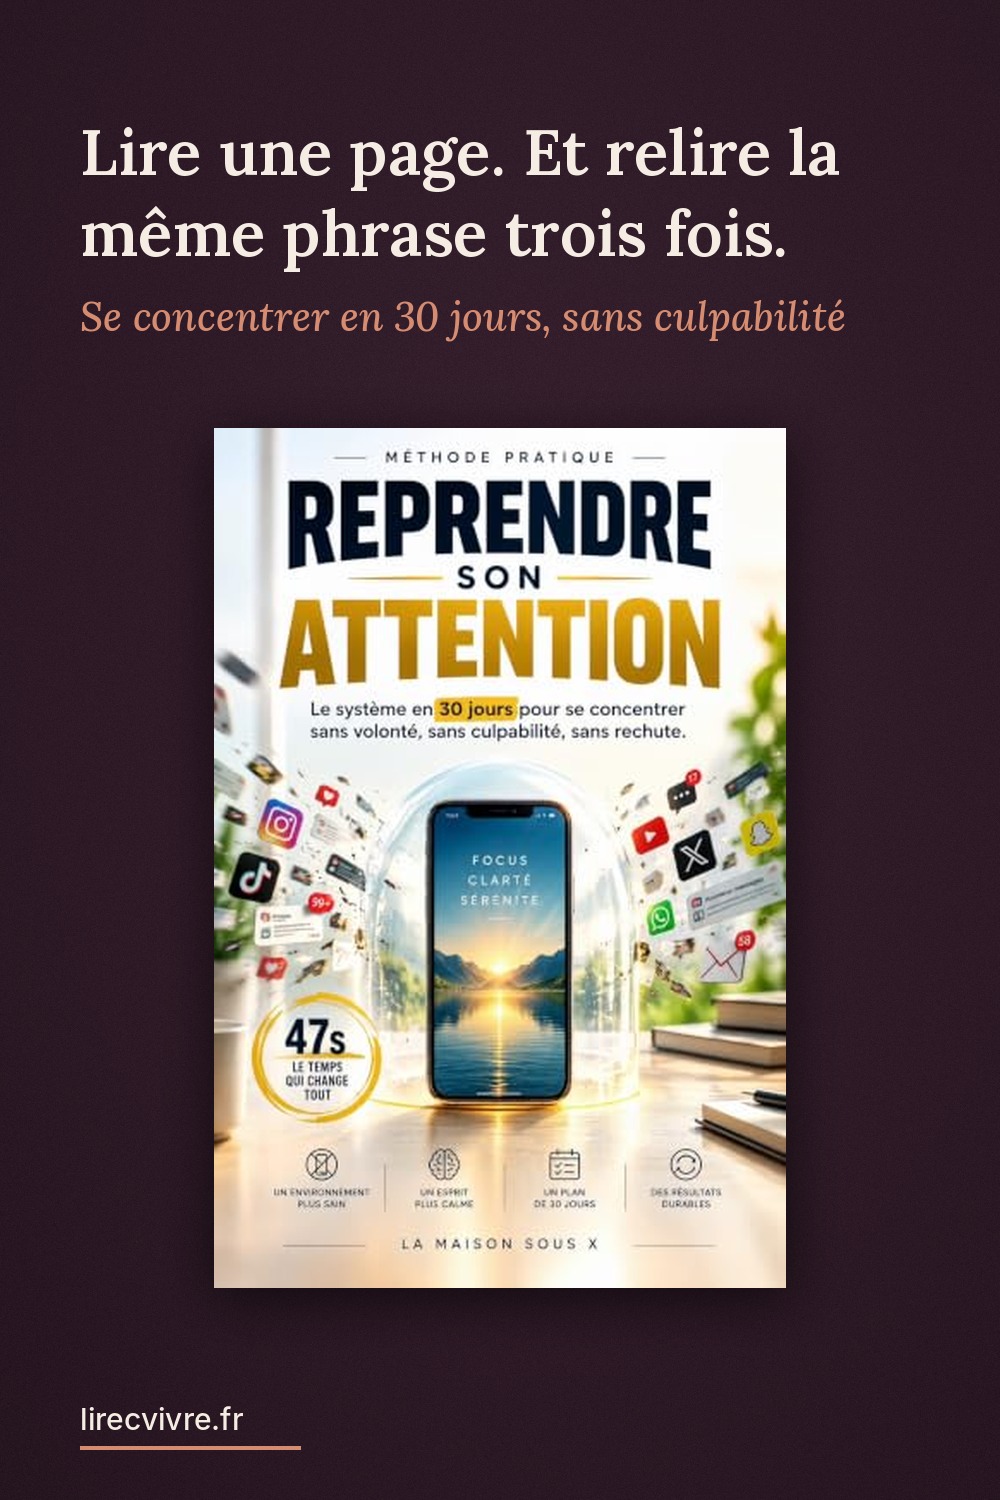 Lire une page. Et relire la
même phrase trois fois.
Se concentrer en 30 jours, sans culpabilité
MÉTHODE PRATIQUE
REPRENDRE
SON
ATTENTION
Le système en 30 jours pour se concentrer
sans volonté, sans culpabilité, sans rechute.
17
FOCUS
CLARTÉ
SÉRÉNITÉ
99+
58
47s
LE TEMPS
QUI CHANGE
TOUT
UN ENVIRONNEMENT
PLUS SAIN
UN ESPRIT
PLUS CALME
UN PLAN
DE 30 JOURS
DES RÉSULTATS
DURABLES
LA MAISON SOUS X
lirecvivre.fr